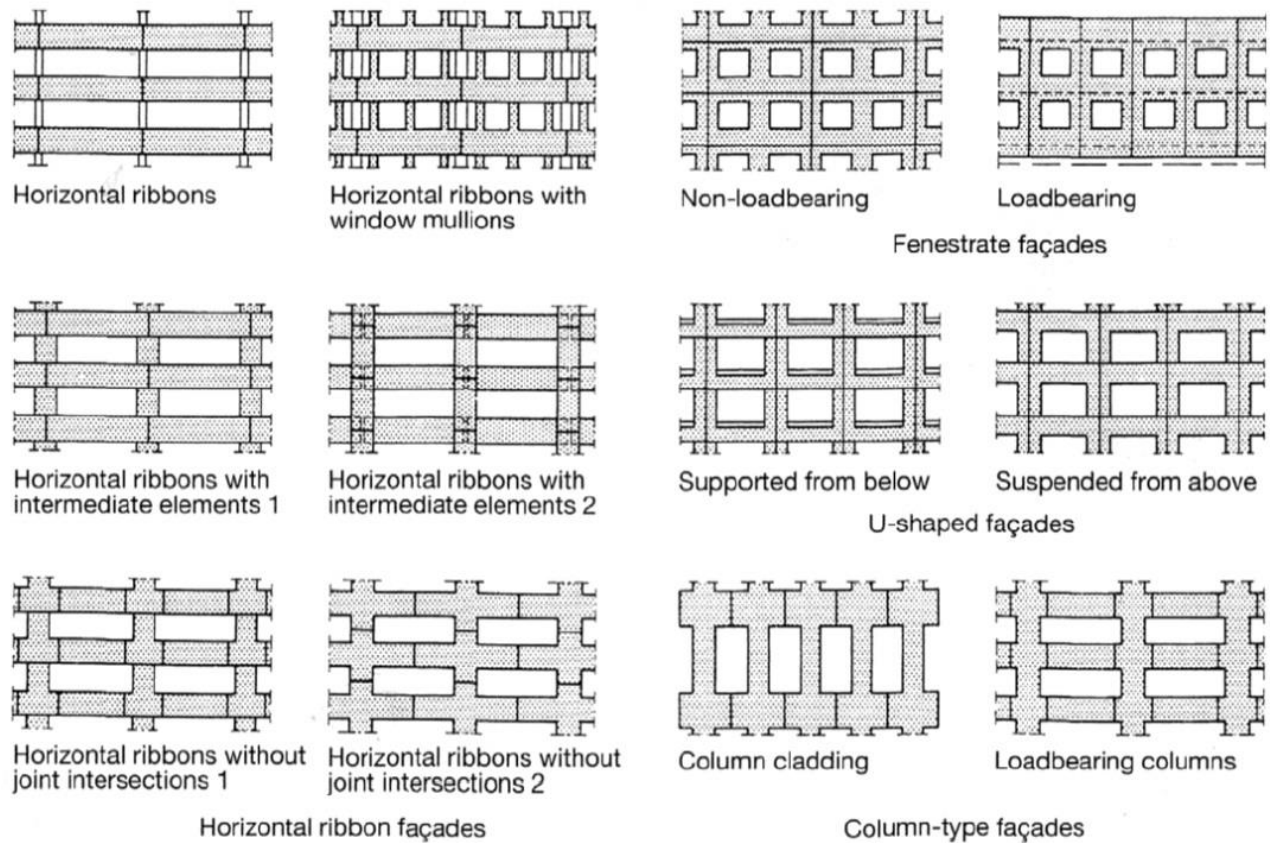 Horizontal ribbons
Horizontal ribbons with
window mullions
Non-loadbearing
Loadbearing
Fenestrate façades
Horizontal ribbons with
intermediate elements 1
Horizontal ribbons with
intermediate elements 2
Supported from below
Suspended from above
U-shaped façades
Horizontal ribbons without
joint intersections 1
Horizontal ribbons without
joint intersections 2
Column cladding
Loadbearing columns
Horizontal ribbon façades
Column-type façades